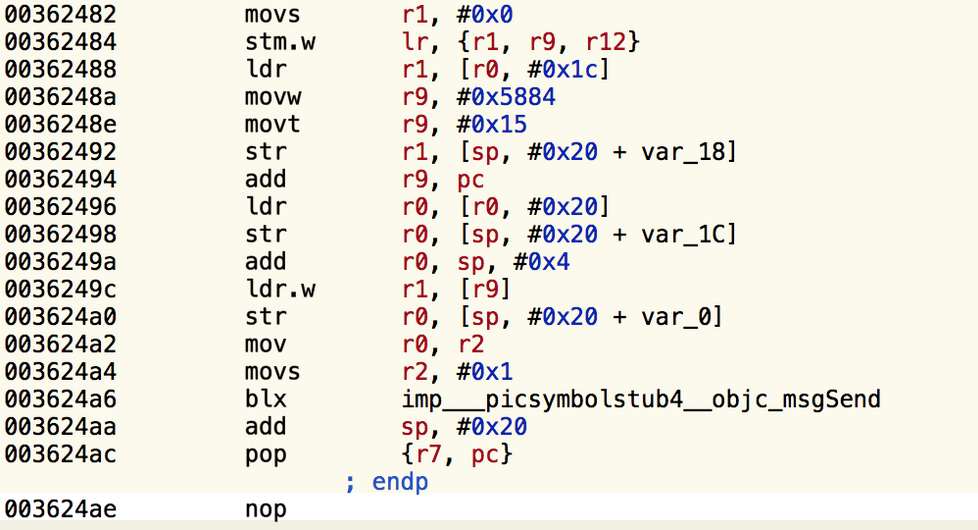 00362482 movs r1, #0x0
00362484 stm.w lr, {r1, r9, r12}
00362488 ldr r1, [r0, #0x1c]
0036248a movw r9, #0x5884
0036248e movt r9, #0x15
00362492 str r1, [sp, #0x20 + var_18]
00362494 add r9, pc
00362496 ldr r0, [r0, #0x20]
00362498 str r0, [sp, #0x20 + var_1C]
0036249a add r0, sp, #0x4
0036249c ldr.w r1, [r9]
003624a0 str r0, [sp, #0x20 + var_0]
003624a2 mov r0, r2
003624a4 movs r2, #0x1
003624a6 blx imp___picsymbolstub4__objc_msgSend
003624aa add sp, #0x20
003624ac pop {r7, pc}
; endp
003624ae nop